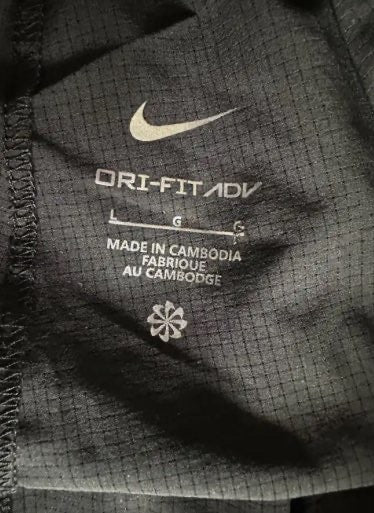 DRI-FIT ADV
L G G
MADE IN CAMBODIA
FABRIQUE
AU CAMBODGE